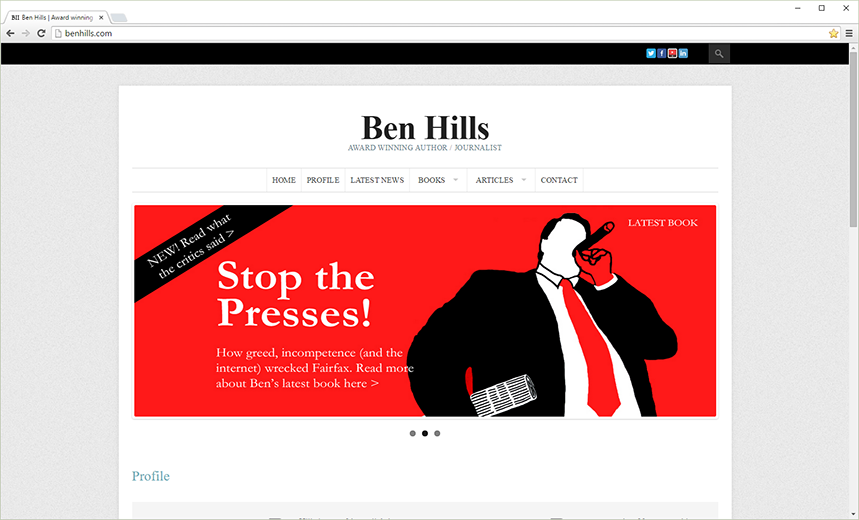 BH Ben Hills | Award winning
benhills.com
Ben Hills
AWARD WINNING AUTHOR / JOURNALIST
HOME PROFILE LATEST NEWS BOOKS ARTICLES CONTACT
NEW! Read what
the critics said >
LATEST BOOK
Stop the
Presses!
How greed, incompetence (and the
internet) wrecked Fairfax. Read more
about Ben's latest book here >
Profile